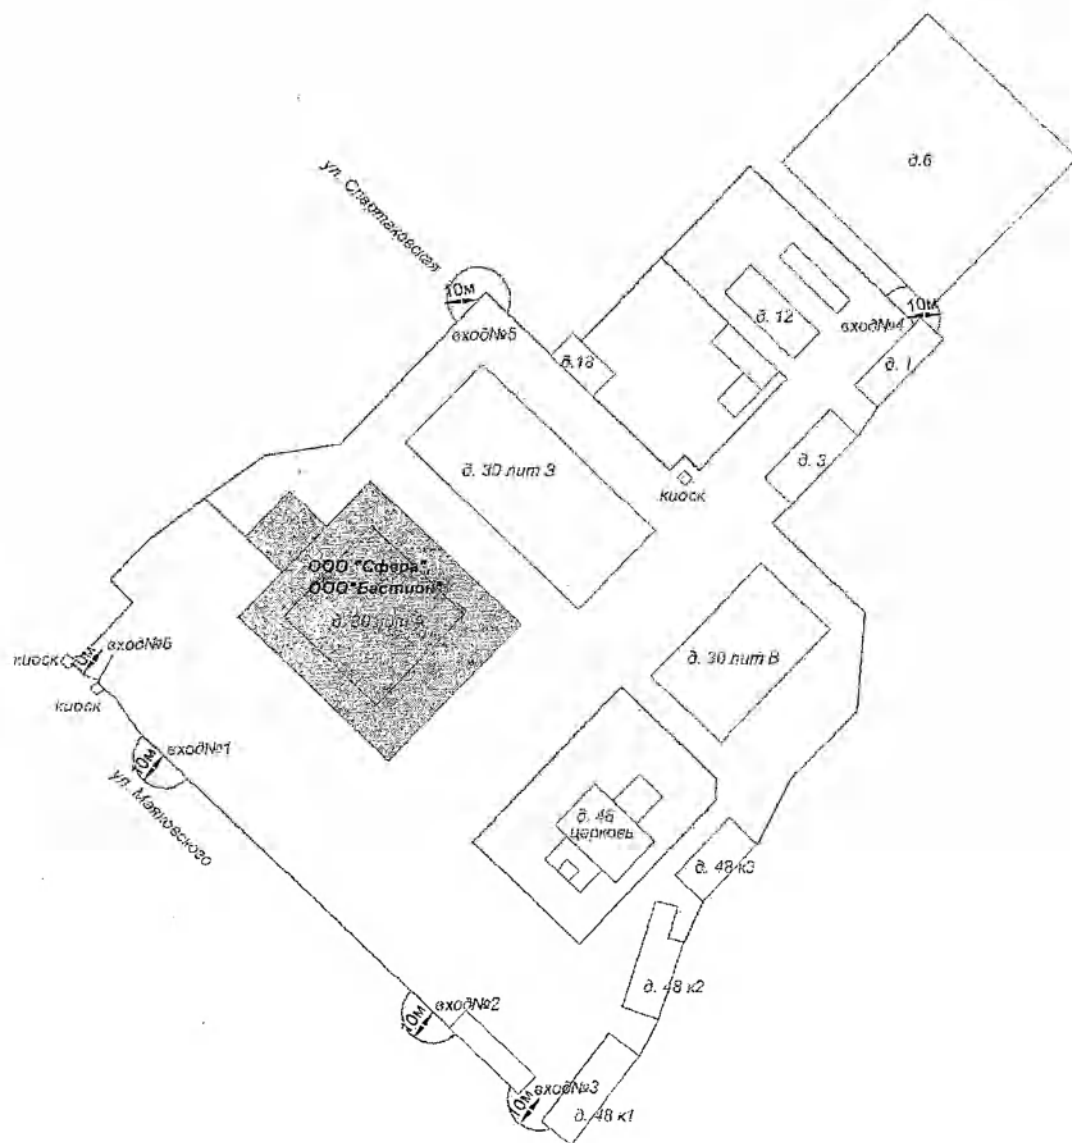 д.6
ул. Спартаковская
10м
вход№5
д. 12
10м
вход№4
д.18
д. 1
д. 30 лит З
д. 3
киоск
ООО "Сфера",
ООО"Бастион"
д. 30 лит А
д. 30 лит В
вход№6
10м
киоск
киоск
вход№1
10м
ул. Маяковского
д. 46
церковь
д. 48 к3
д. 48 к2
вход№2
10м
вход№3
10м
д. 48 к1